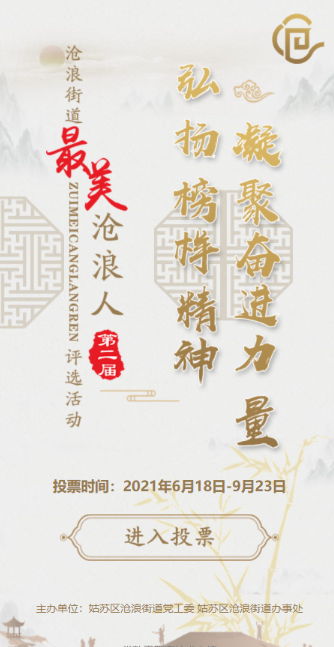 弘扬榜样精神
凝聚奋进力量
沧浪街道
最美沧浪人
ZUIMEICANGLANGREN
第二届
评选活动
投票时间：2021年6月18日-9月23日
进入投票
主办单位：姑苏区沧浪街道党工委 姑苏区沧浪街道办事处